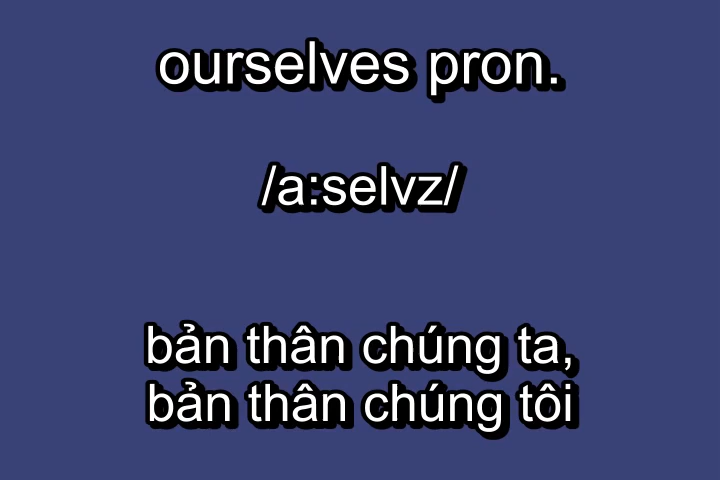 ourselves pron.
/a:selvz/
bản thân chúng ta,
bản thân chúng tôi